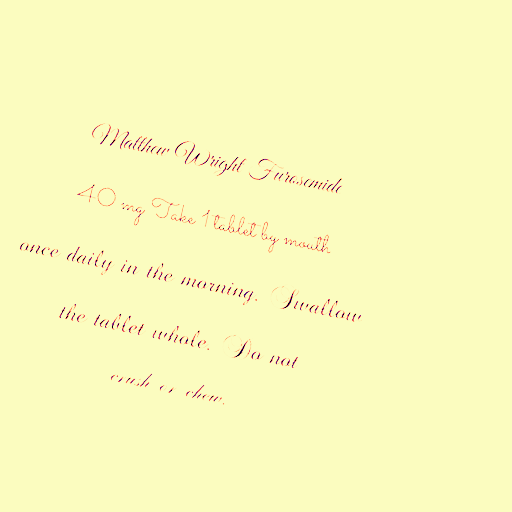 Matthew Wright Furosemide
40 mg Take 1 tablet by mouth
once daily in the morning. Swallow
the tablet whole. Do not
crush or chew.